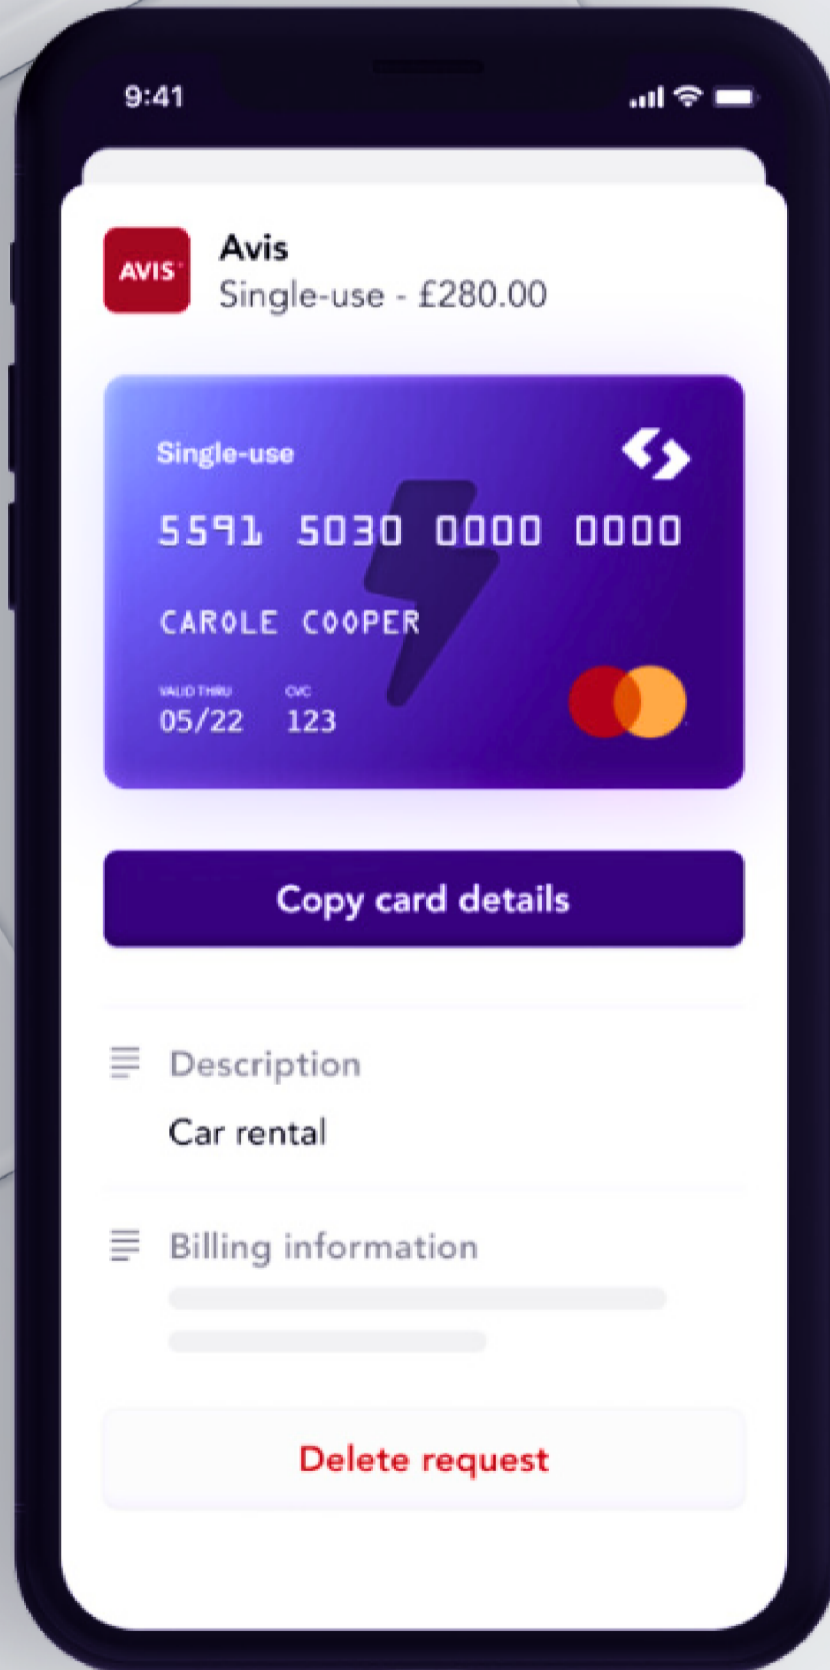 9:41
AVIS
Avis
Single-use - £280.00
Single-use
5591 5030 0000 0000
CAROLE COOPER
VALID THRU CVC
05/22 123
Copy card details
Description
Car rental
Billing information
Delete request